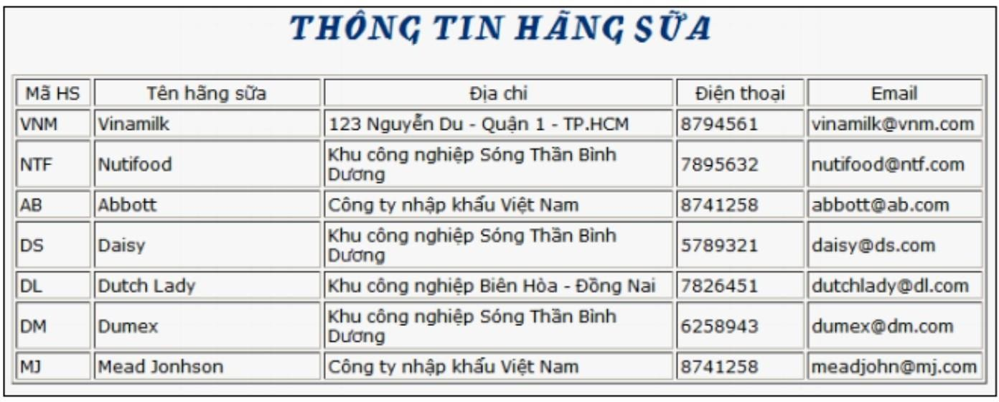 THÔNG TIN HÃNG SỮA
Mã HS Tên hãng sữa Địa chỉ Điện thoại Email
VNM Vinamilk 123 Nguyễn Du - Quận 1 - TP.HCM 8794561 vinamilk@vnm.com
NTF Nutifood Khu công nghiệp Sóng Thần Bình
Dương 7895632 nutifood@ntf.com
AB Abbott Công ty nhập khẩu Việt Nam 8741258 abbott@ab.com
DS Daisy Khu công nghiệp Sóng Thần Bình
Dương 5789321 daisy@ds.com
DL Dutch Lady Khu công nghiệp Biên Hòa - Đồng Nai 7826451 dutchlady@dl.com
DM Dumex Khu công nghiệp Sóng Thần Bình
Dương 6258943 dumex@dm.com
MJ Mead Jonhson Công ty nhập khẩu Việt Nam 8741258 meadjohn@mj.com